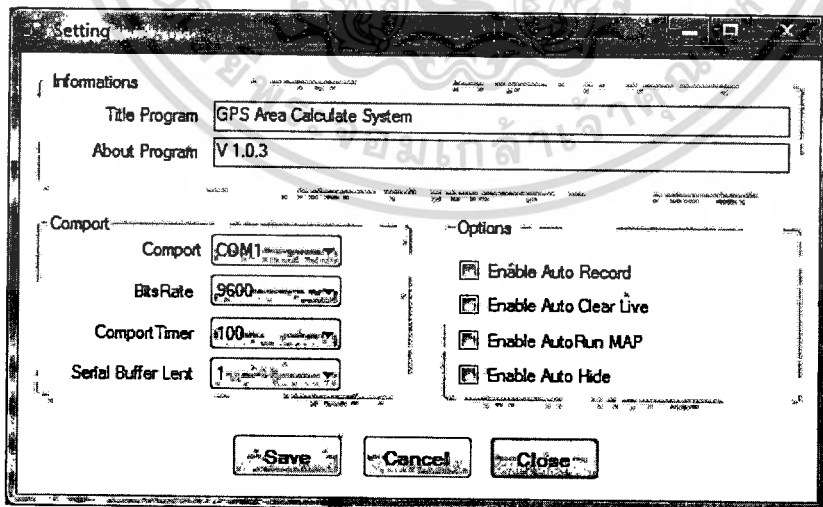 Setting
Informations
Title Program GPS Area Calculate System
About Program V 1.0.3
Comport
Comport COM1
BitsRate 9600
Comport Timer 100
Serial Buffer Lent 1
Options
Enable Auto Record
Enable Auto Clear Live
Enable AutoRun MAP
Enable Auto Hide
Save Cancel Close